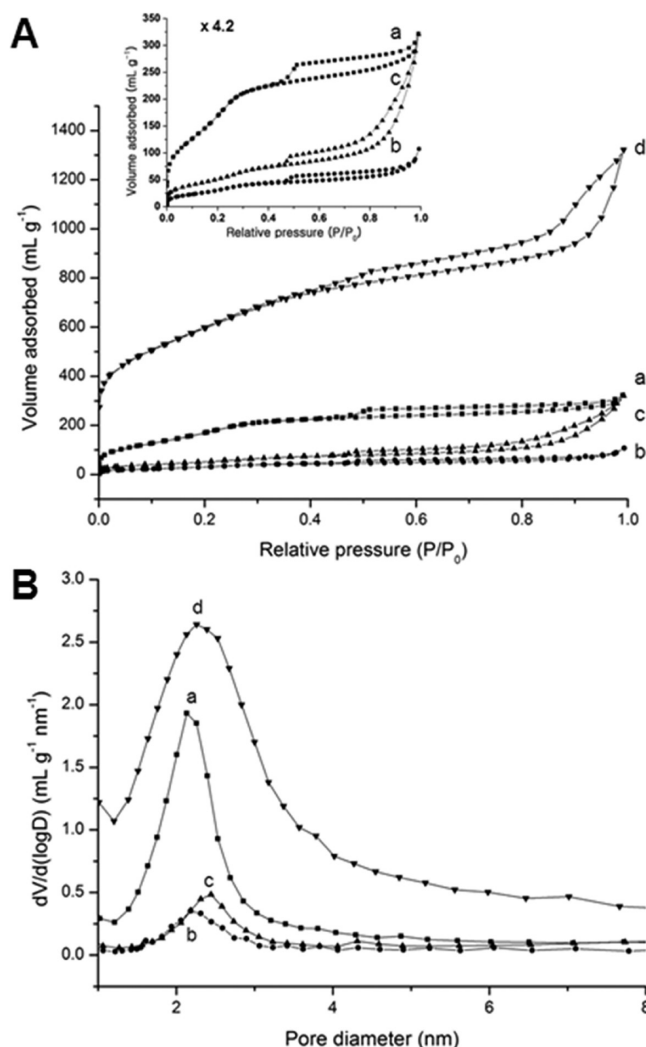 A
x 4.2
Volume adsorbed (mL g⁻¹)
350
300
250
200
150
100
50
0
a
c
b
0.0 0.2 0.4 0.6 0.8 1.0
Relative pressure (P/P₀)
Volume adsorbed (mL g⁻¹)
1400
1200
1000
800
600
400
200
0
d
a
c
b
0.0 0.2 0.4 0.6 0.8 1.0
Relative pressure (P/P₀)
B
dV/d(logD) (mL g⁻¹ nm⁻¹)
3.0
2.5
2.0
1.5
1.0
0.5
0.0
d
a
c
b
2 4 6 8
Pore diameter (nm)